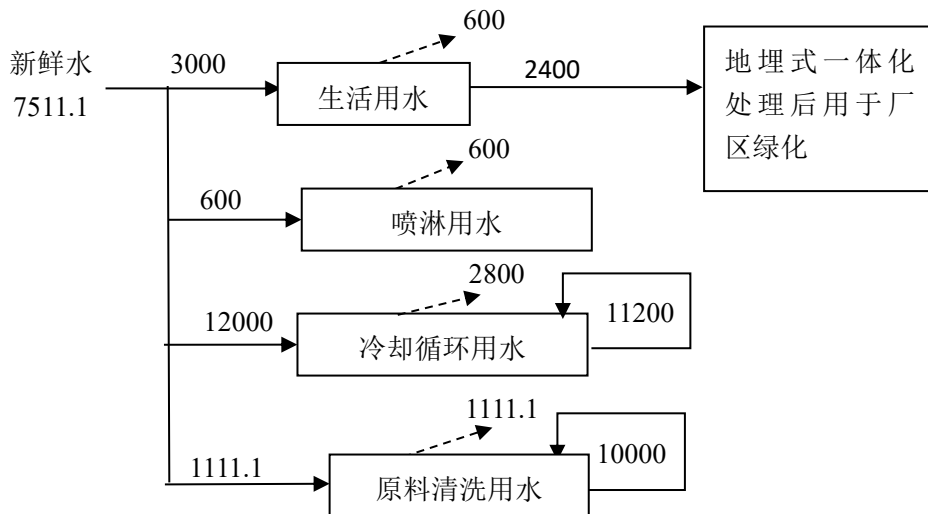 600
新鲜水
7511.1
3000
生活用水
2400
地埋式一体化
处理后用于厂
区绿化
600
600
喷淋用水
2800
12000
冷却循环用水
11200
1111.1
1111.1
原料清洗用水
10000